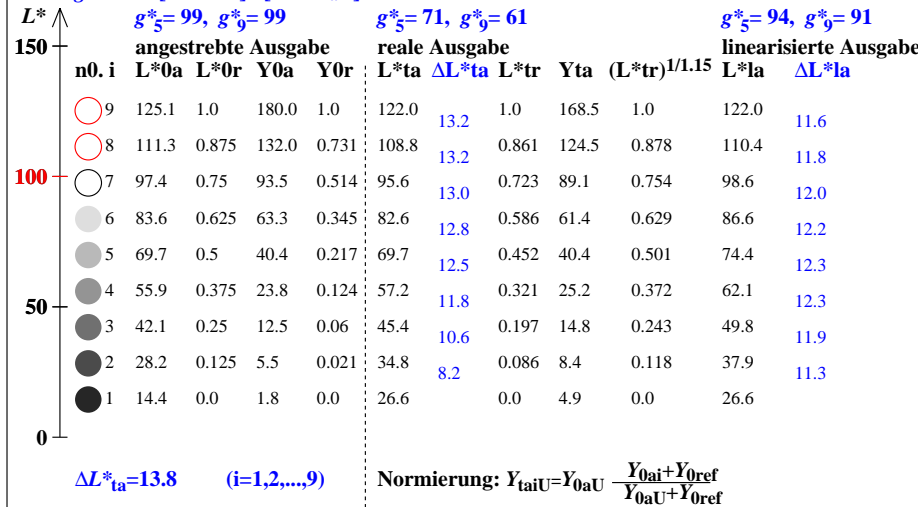 g*5= 99, g*9= 99 g*5= 71, g*9= 61 g*5= 94, g*9= 91
L*
150 angestrebte Ausgabe reale Ausgabe linearisierte Ausgabe
n0. i L*0a L*0r Y0a Y0r L*ta ΔL*ta L*tr Yta (L*tr)1/1.15 L*la ΔL*la
9 125.1 1.0 180.0 1.0 122.0 1.0 168.5 1.0 122.0
13.2 11.6
8 111.3 0.875 132.0 0.731 108.8 0.861 124.5 0.878 110.4
13.2 11.8
100 7 97.4 0.75 93.5 0.514 95.6 0.723 89.1 0.754 98.6
13.0 12.0
6 83.6 0.625 63.3 0.345 82.6 0.586 61.4 0.629 86.6
12.8 12.2
5 69.7 0.5 40.4 0.217 69.7 0.452 40.4 0.501 74.4
12.5 12.3
4 55.9 0.375 23.8 0.124 57.2 0.321 25.2 0.372 62.1
50 11.8 12.3
3 42.1 0.25 12.5 0.06 45.4 0.197 14.8 0.243 49.8
10.6 11.9
2 28.2 0.125 5.5 0.021 34.8 0.086 8.4 0.118 37.9
8.2 11.3
1 14.4 0.0 1.8 0.0 26.6 0.0 4.9 0.0 26.6
0
ΔL*ta=13.8 (i=1,2,...,9) Normierung: YtaiU=Y0aU Y0ai+Y0ref
Y0aU+Y0ref